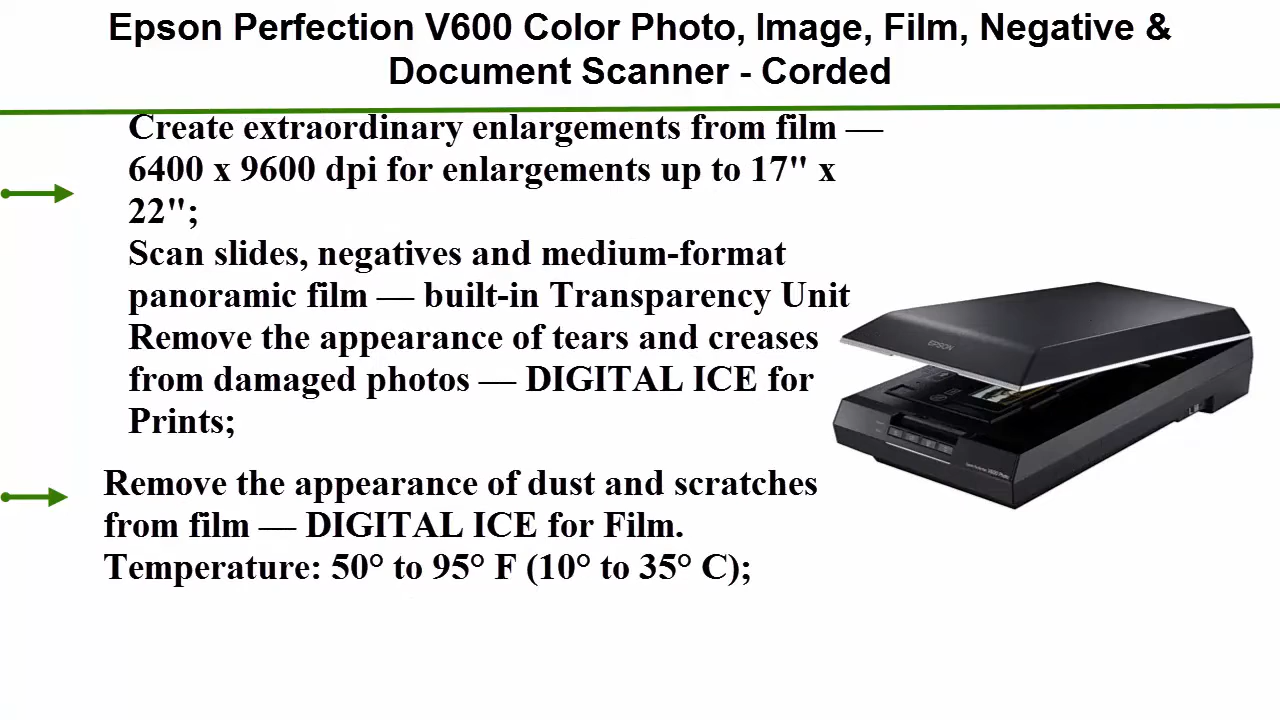 Epson Perfection V600 Color Photo, Image, Film, Negative &
Document Scanner - Corded
Create extraordinary enlargements from film —
6400 x 9600 dpi for enlargements up to 17" x
22";
Scan slides, negatives and medium-format
panoramic film — built-in Transparency Unit
Remove the appearance of tears and creases
from damaged photos — DIGITAL ICE for
Prints;
Remove the appearance of dust and scratches
from film — DIGITAL ICE for Film.
Temperature: 50° to 95° F (10° to 35° C);
EPSON